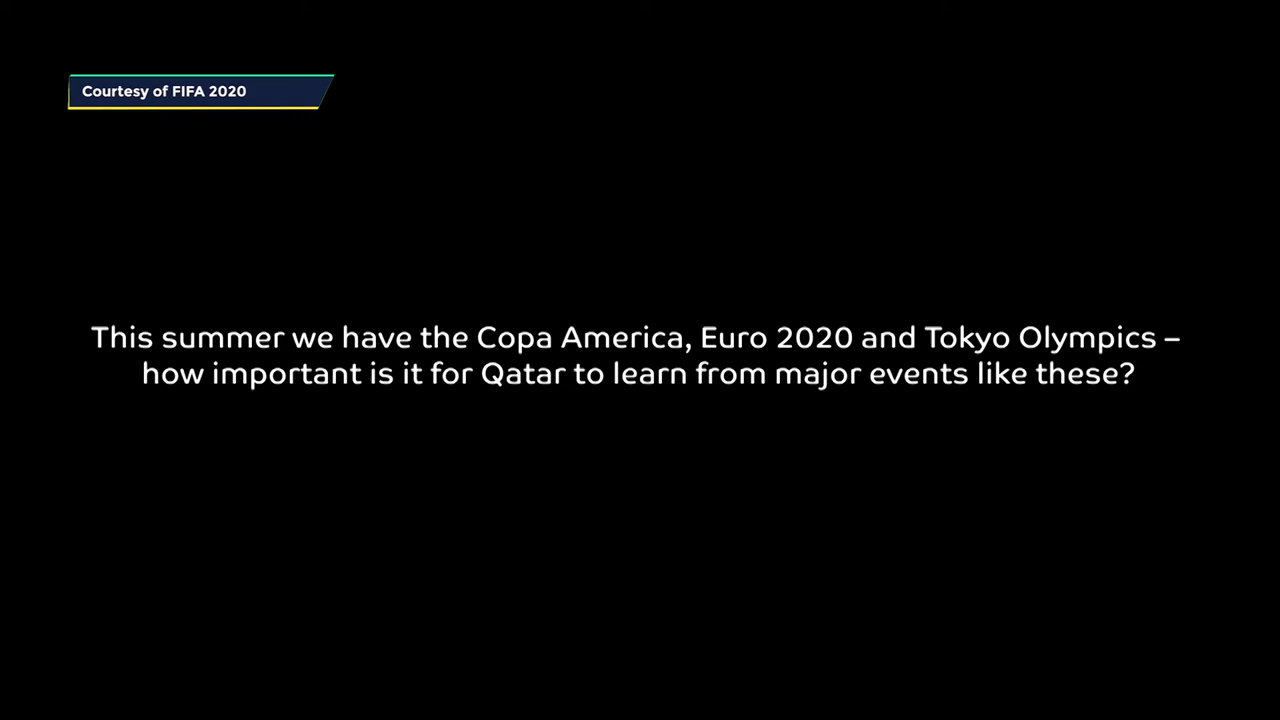 Courtesy of FIFA 2020
This summer we have the Copa America, Euro 2020 and Tokyo Olympics –
how important is it for Qatar to learn from major events like these?